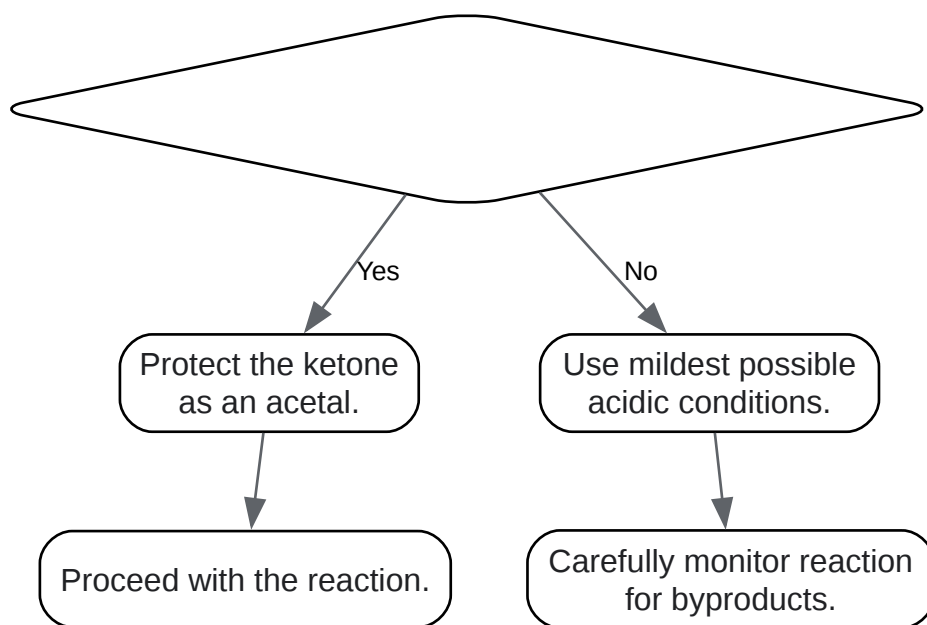 Yes
No
Protect the ketone
as an acetal.
Use mildest possible
acidic conditions.
Proceed with the reaction.
Carefully monitor reaction
for byproducts.